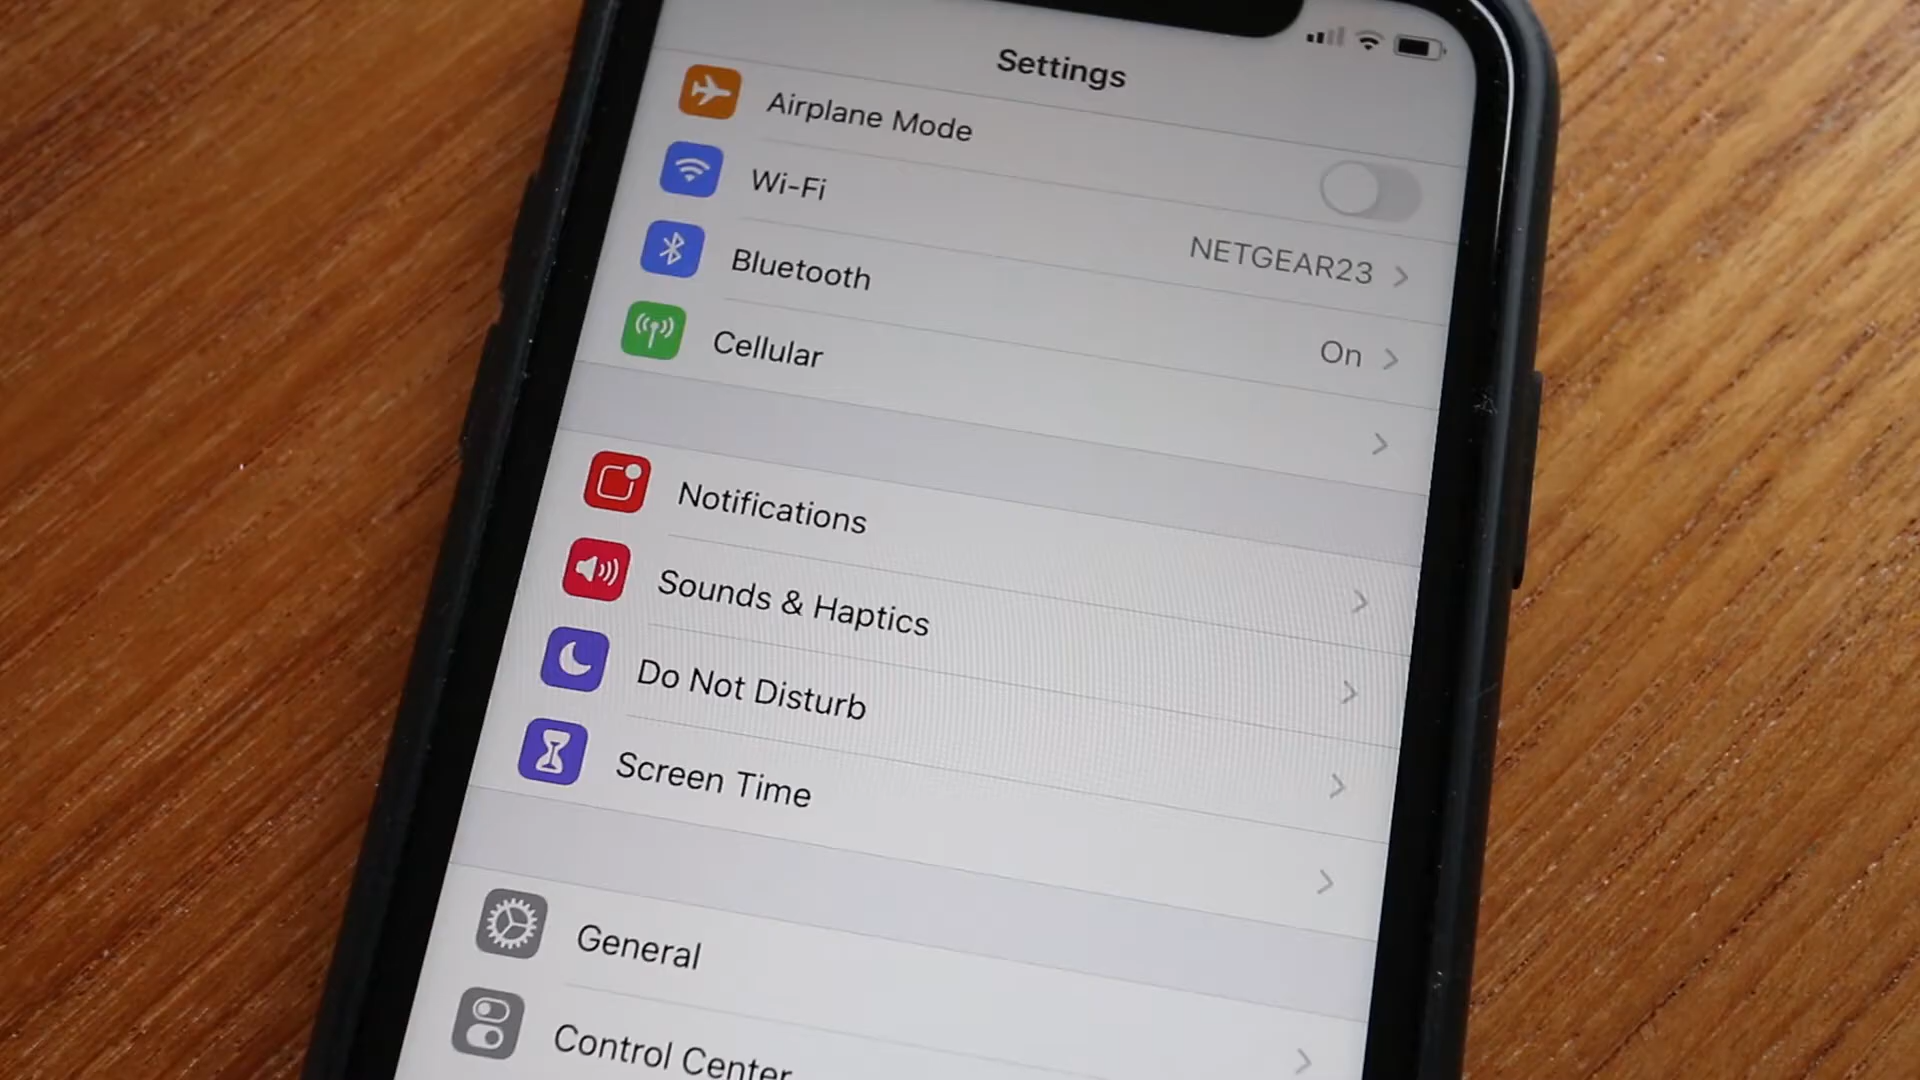 Settings
Airplane Mode
Wi-Fi
NETGEAR23
Bluetooth
On
Cellular
Notifications
Sounds & Haptics
Do Not Disturb
Screen Time
General
Control Center